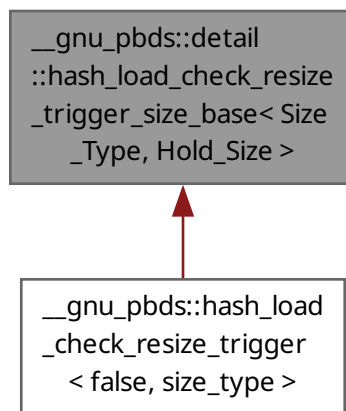 __gnu_pbds::detail
::hash_load_check_resize
_trigger_size_base< Size
_Type, Hold_Size >
__gnu_pbds::hash_load
_check_resize_trigger
< false, size_type >